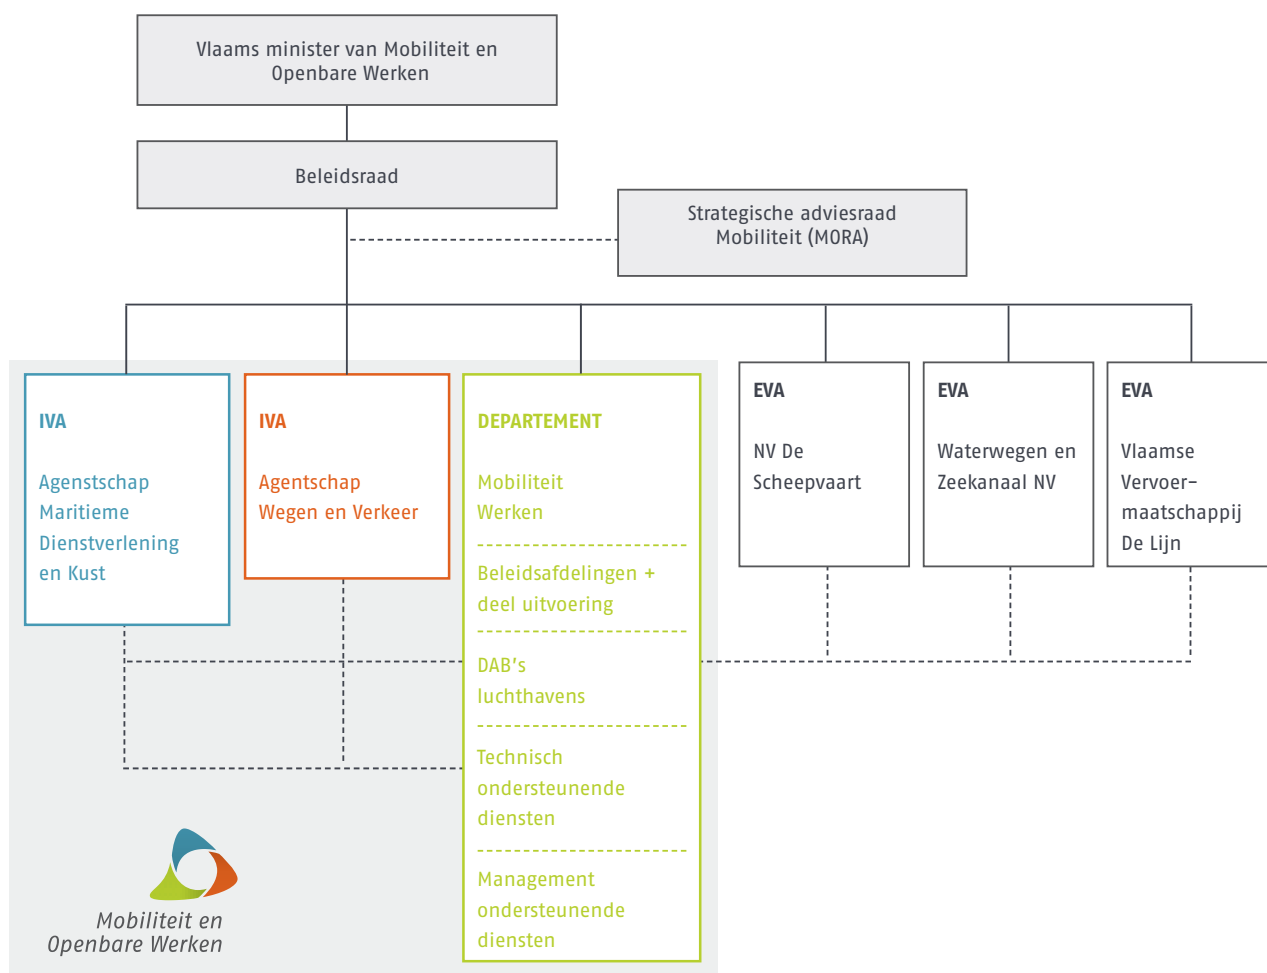 Vlaams minister van Mobiliteit en
Openbare Werken
Beleidsraad
Strategische adviesraad
Mobiliteit (MORA)
IVA
Agenstschap
Maritieme
Dienstverlening
en Kust
IVA
Agentschap
Wegen en Verkeer
DEPARTEMENT
Mobiliteit
Werken
Beleidsafdelingen +
deel uitvoering
DAB's
luchthavens
Technisch
ondersteunende
diensten
Management
ondersteunende
diensten
EVA
NV De
Scheepvaart
EVA
Waterwegen en
Zeekanaal NV
EVA
Vlaamse
Vervoer-
maatschappij
De Lijn
Mobiliteit en
Openbare Werken